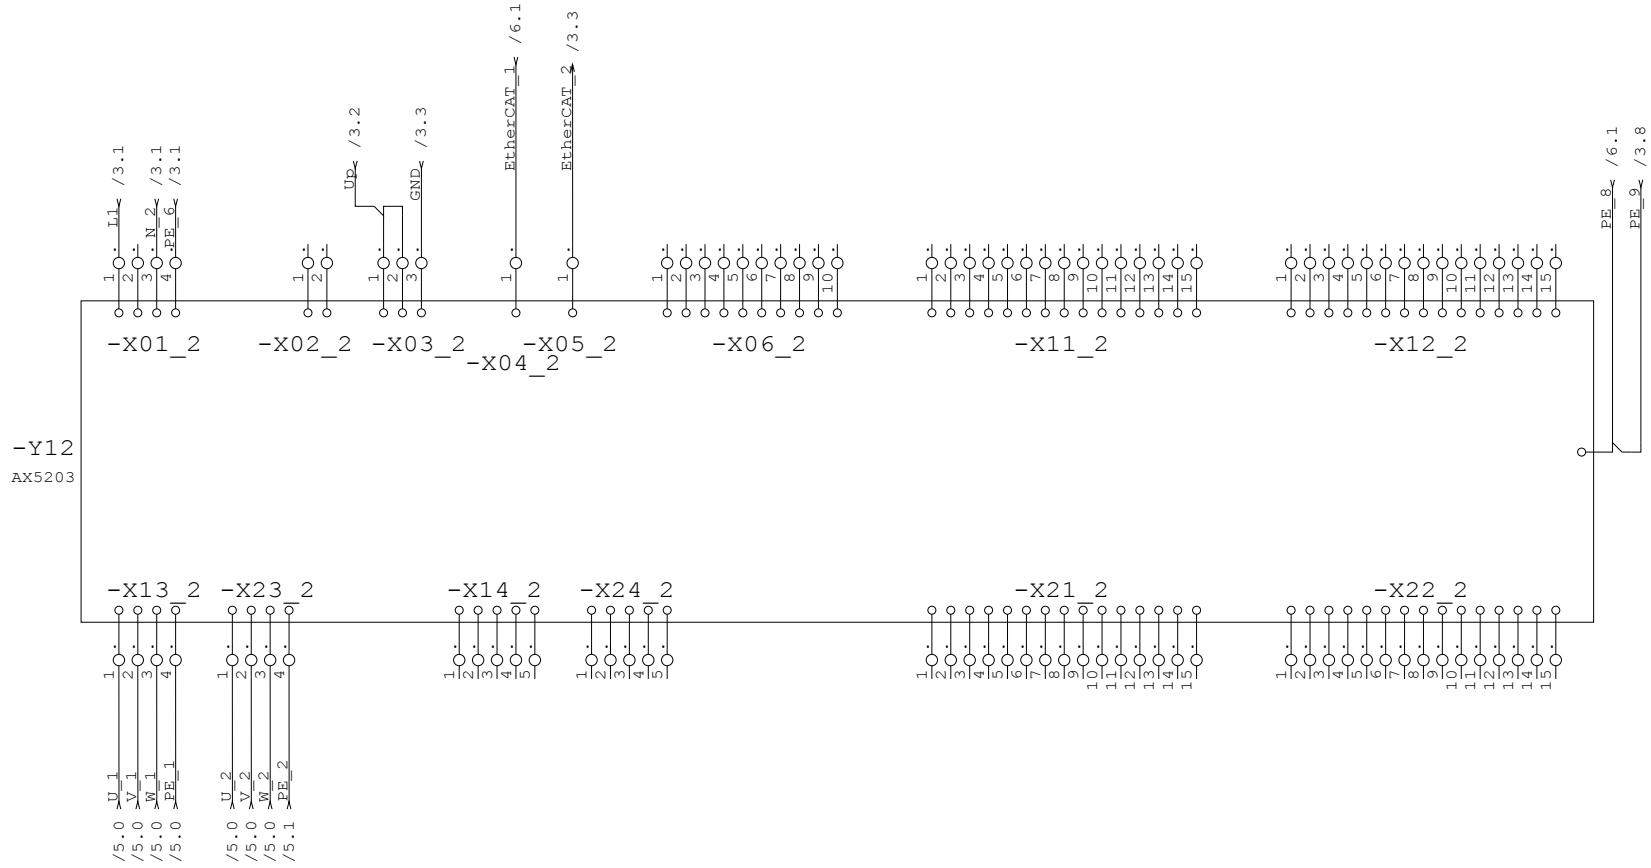 /6.1
/3.3
EtherCAT_1
EtherCAT_2
/3.2
/3.3
Up
GND
/6.1
/3.8
PE_8
PE_9
/3.1
/3.1
/3.1
L1
N_2
PE_6
1 2 3 4
1 2
1 2 3
1
1
1 2 3 4 5 6 7 8 9 10
1 2 3 4 5 6 7 8 9 10 11 12 13 14 15
1 2 3 4 5 6 7 8 9 10 11 12 13 14 15
-X01_2
-X02_2
-X03_2
-X04_2
-X05_2
-X06_2
-X11_2
-X12_2
-Y12
AX5203
-X13_2
-X23_2
-X14_2
-X24_2
-X21_2
-X22_2
1 2 3 4
1 2 3 4
1 2 3 4 5
1 2 3 4 5
1 2 3 4 5 6 7 8 9 10 11 12 13 14 15
1 2 3 4 5 6 7 8 9 10 11 12 13 14 15
U_1
V_1
W_1
PE_1
U_2
V_2
W_2
PE_2
/5.0
/5.0
/5.0
/5.0
/5.0
/5.0
/5.0
/5.1